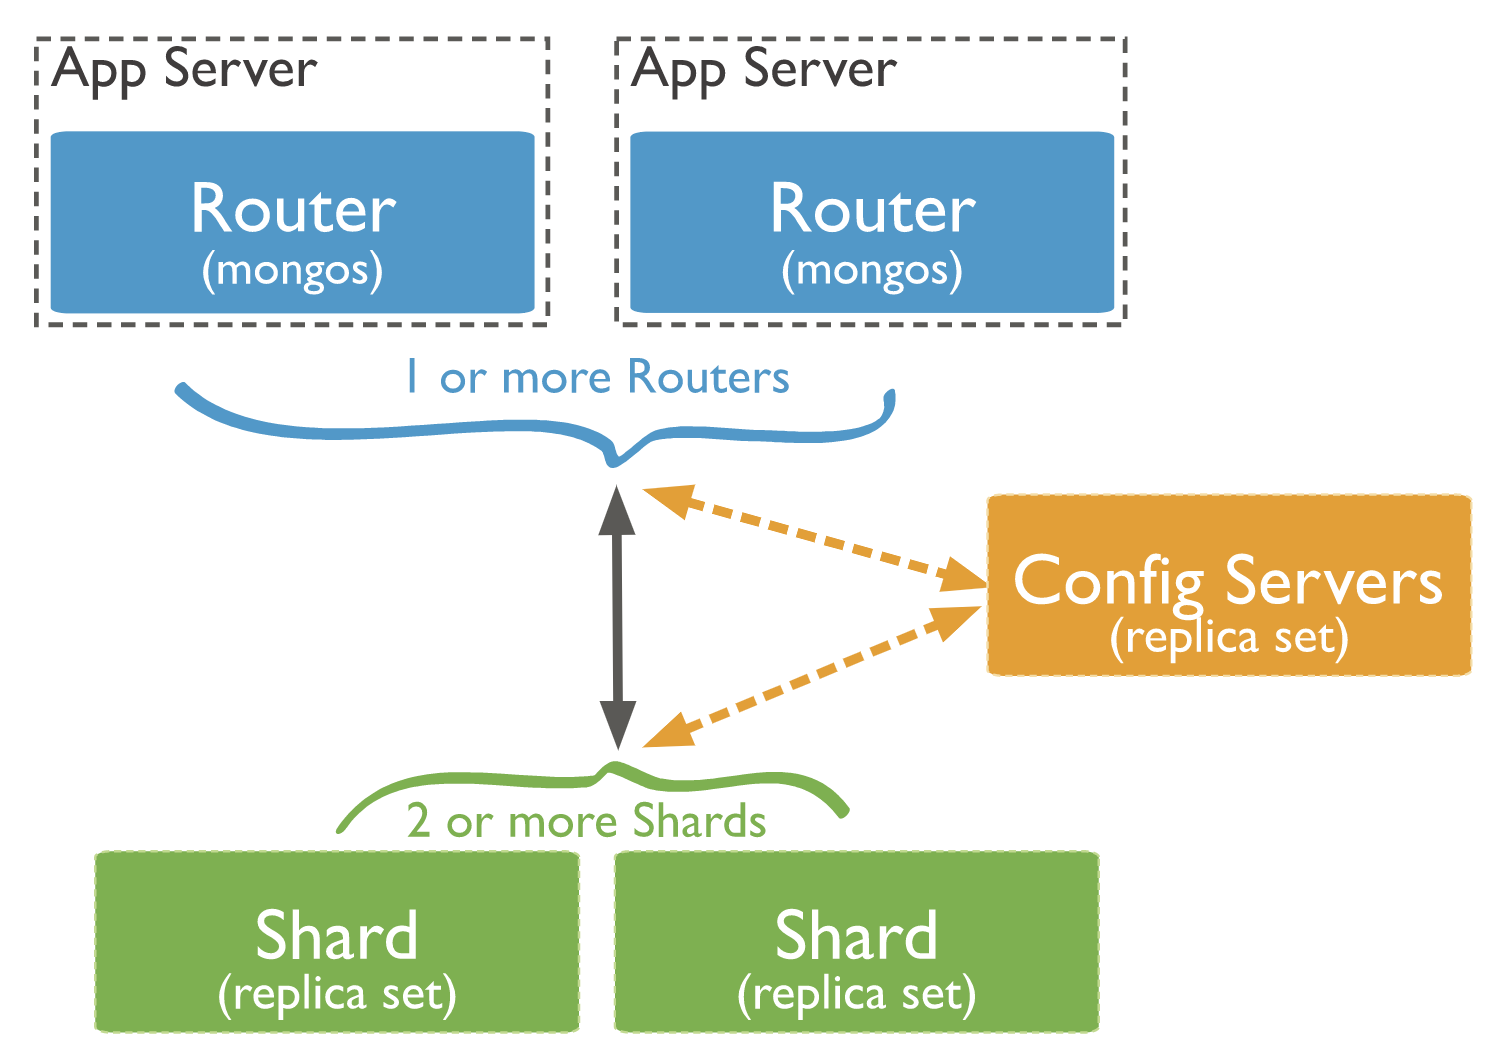 App Server
App Server
Router
(mongos)
Router
(mongos)
1 or more Routers
Config Servers
(replica set)
2 or more Shards
Shard
(replica set)
Shard
(replica set)